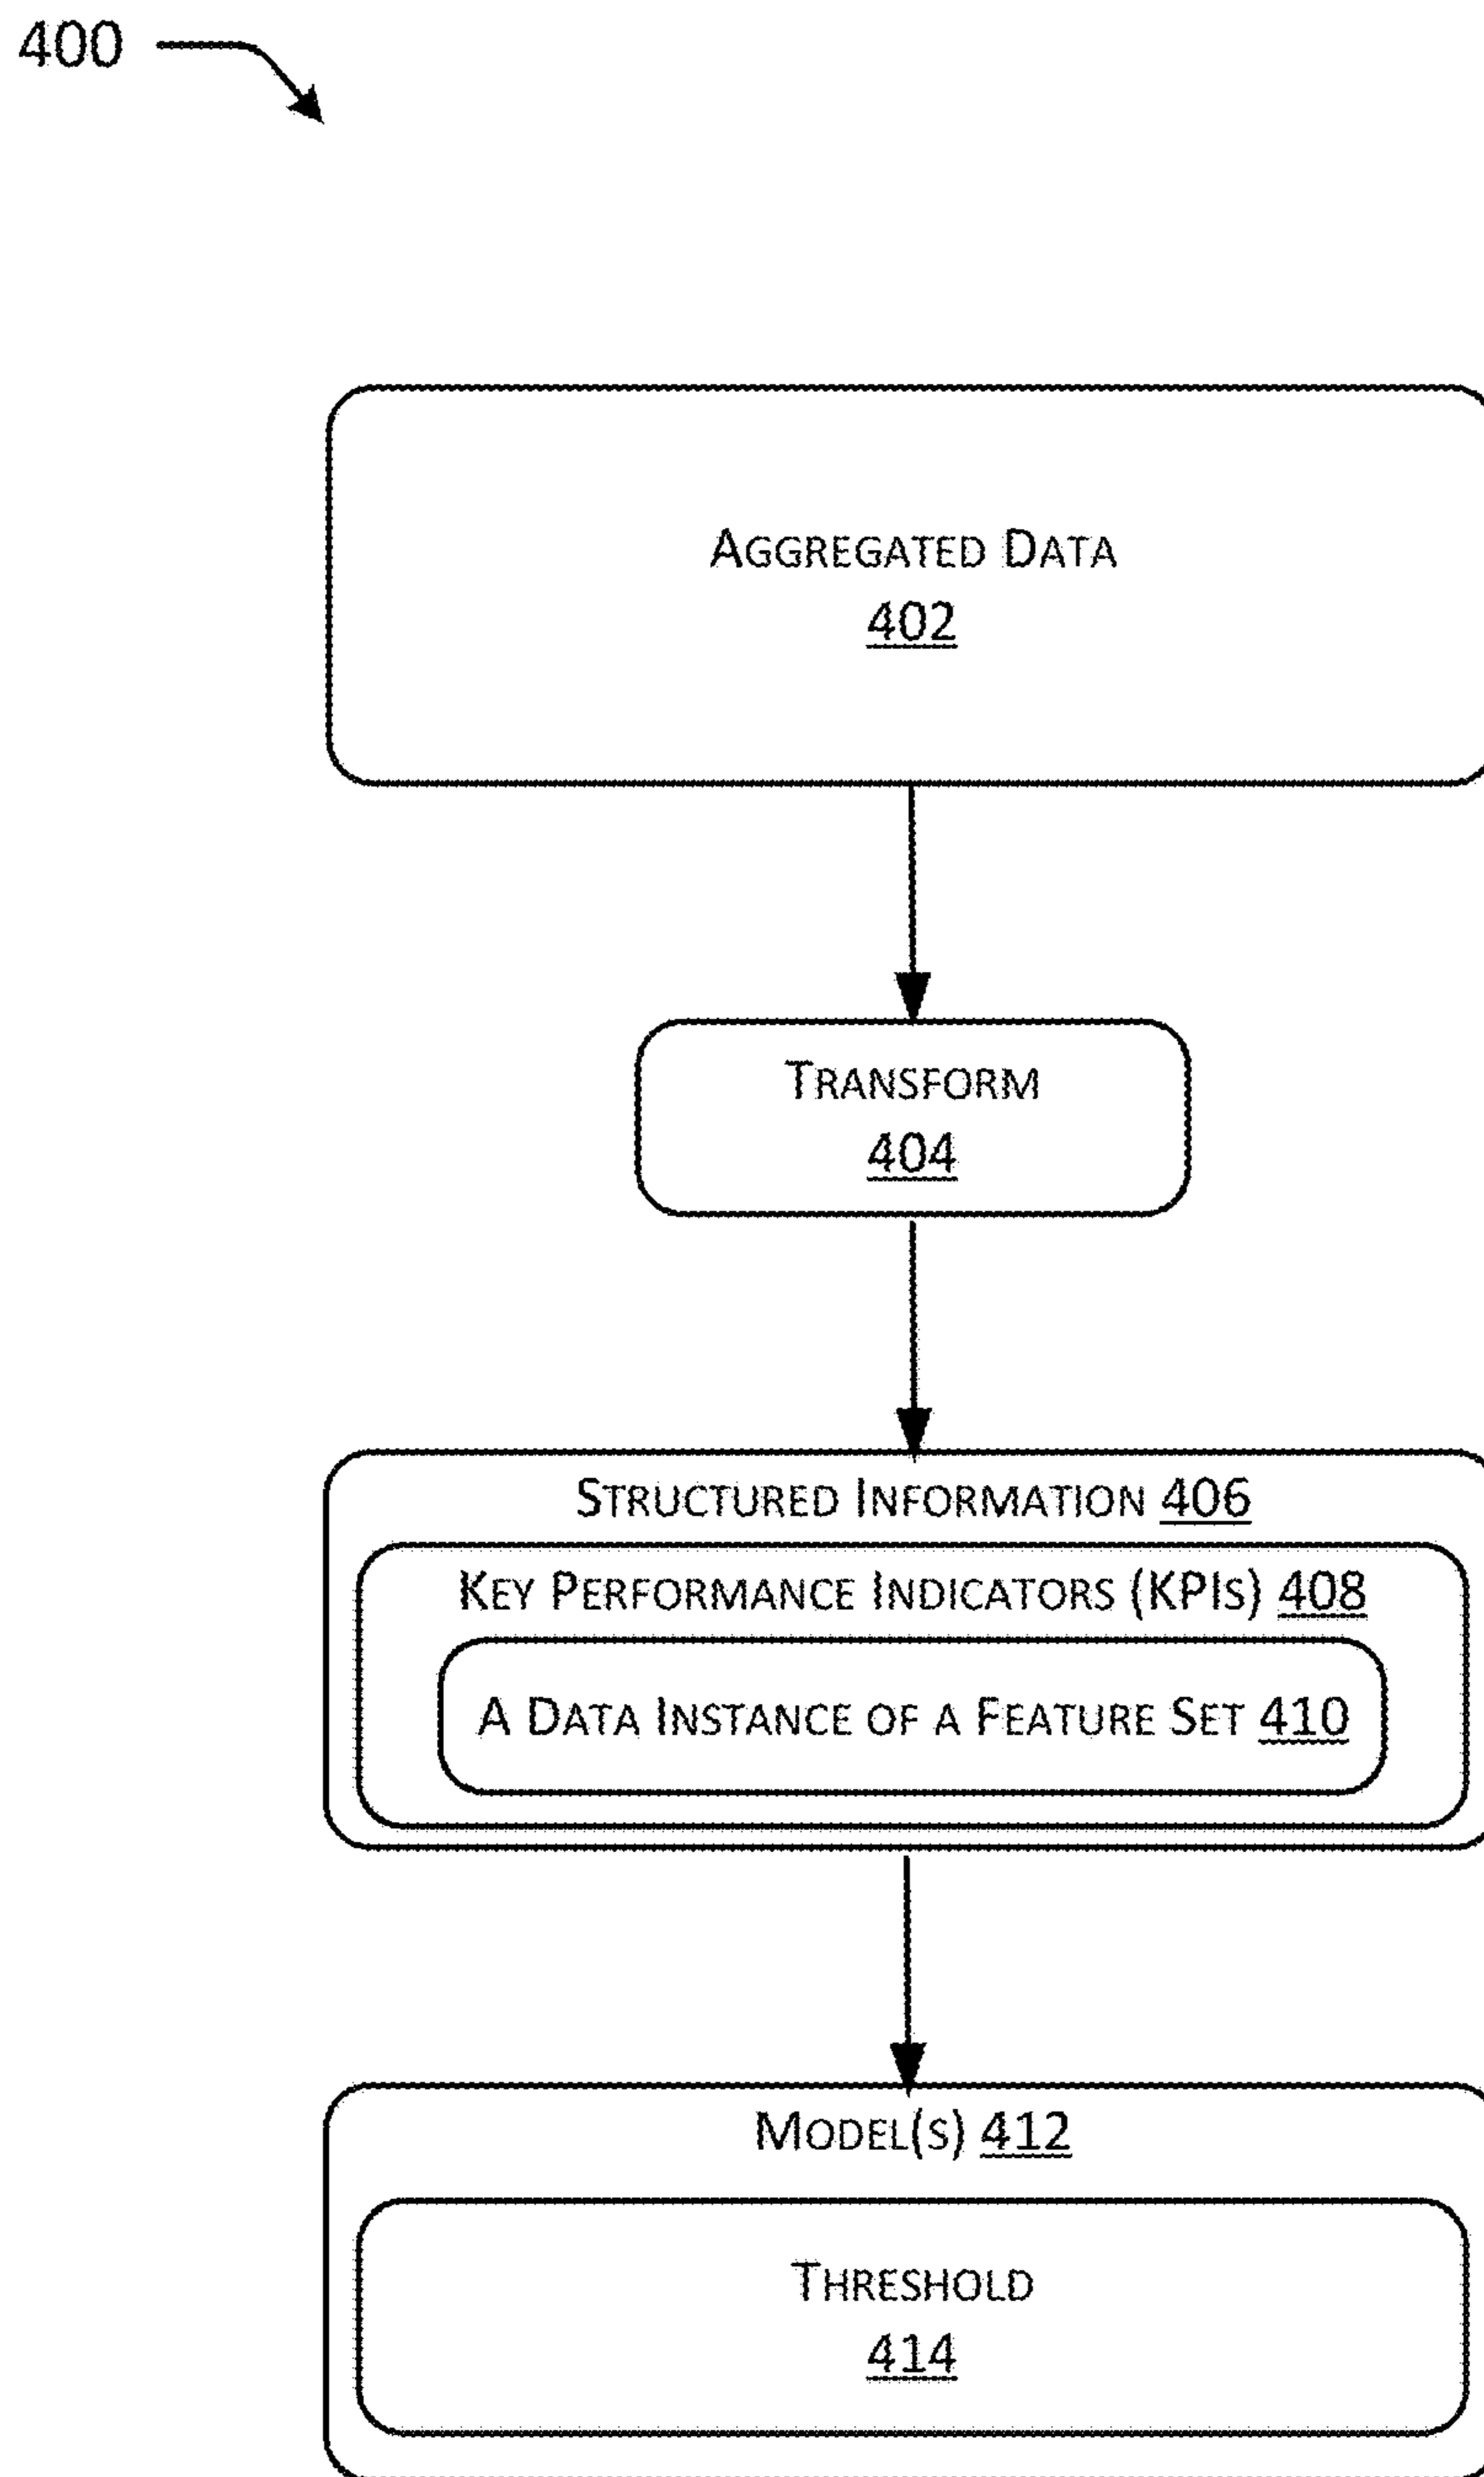 400
AGGREGATED DATA
402
TRANSFORM
404
STRUCTURED INFORMATION 406
KEY PERFORMANCE INDICATORS (KPIS) 408
A DATA INSTANCE OF A FEATURE SET 410
MODEL(S) 412
THRESHOLD
414